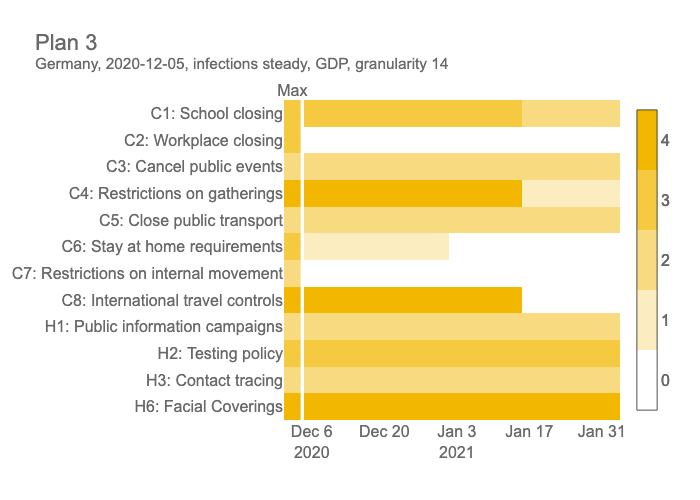 Plan 3
Germany, 2020-12-05, infections steady, GDP, granularity 14
Max
C1: School closing
C2: Workplace closing
C3: Cancel public events
C4: Restrictions on gatherings
C5: Close public transport
C6: Stay at home requirements
C7: Restrictions on internal movement
C8: International travel controls
H1: Public information campaigns
H2: Testing policy
H3: Contact tracing
H6: Facial Coverings
Dec 6 Dec 20 Jan 3 Jan 17 Jan 31
2020 2021
4
3
2
1
0